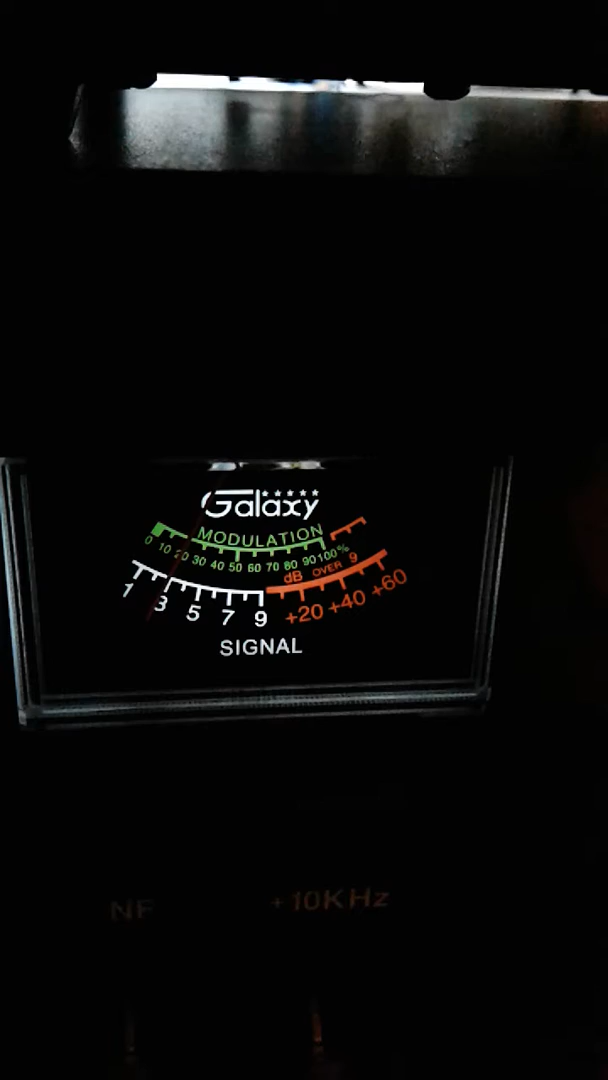 Galaxy
MODULATION
0 10 20 30 40 50 60 70 80 90 100%
dB OVER 9
1 3 5 7 9 +20 +40 +60
SIGNAL
+10KHz